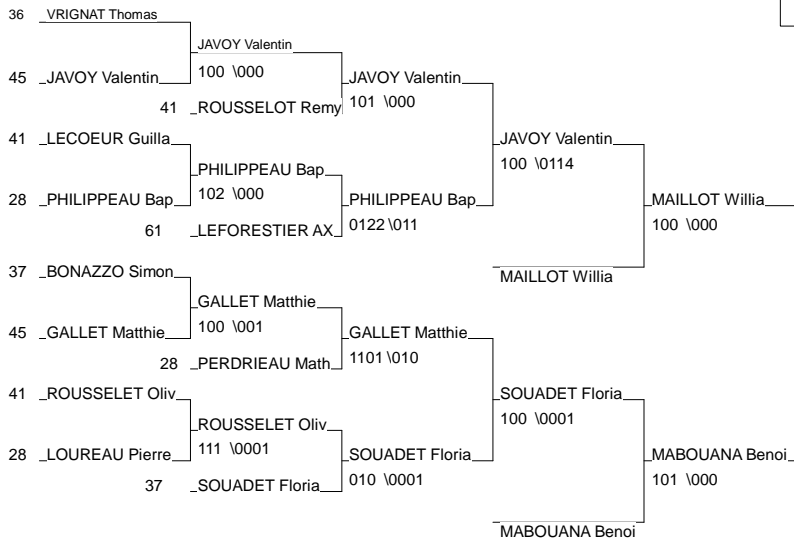 36 VRIGNAT Thomas
JAVOY Valentin
100 \000
45 JAVOY Valentin
JAVOY Valentin
101 \000
41 ROUSSELOT Remy
41 LECOEUR Guilla
JAVOY Valentin
100 \0114
PHILIPPEAU Bap
102 \000
28 PHILIPPEAU Bap
PHILIPPEAU Bap
0122 \011
MAILLOT Willia
100 \000
61 LEFORESTIER AX
37 BONAZZO Simon
MAILLOT Willia
GALLET Matthie
100 \001
45 GALLET Matthie
GALLET Matthie
1101 \010
28 PERDRIEAU Math
41 ROUSSELET Oliv
SOUADET Floria
100 \0001
ROUSSELET Oliv
111 \0001
28 LOUREAU Pierre
SOUADET Floria
010 \0001
MABOUANA Benoi
101 \000
37 SOUADET Floria
MABOUANA Benoi